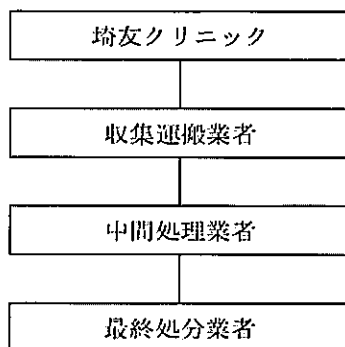 埼友クリニック
収集運搬業者
中間処理業者
最終処分業者